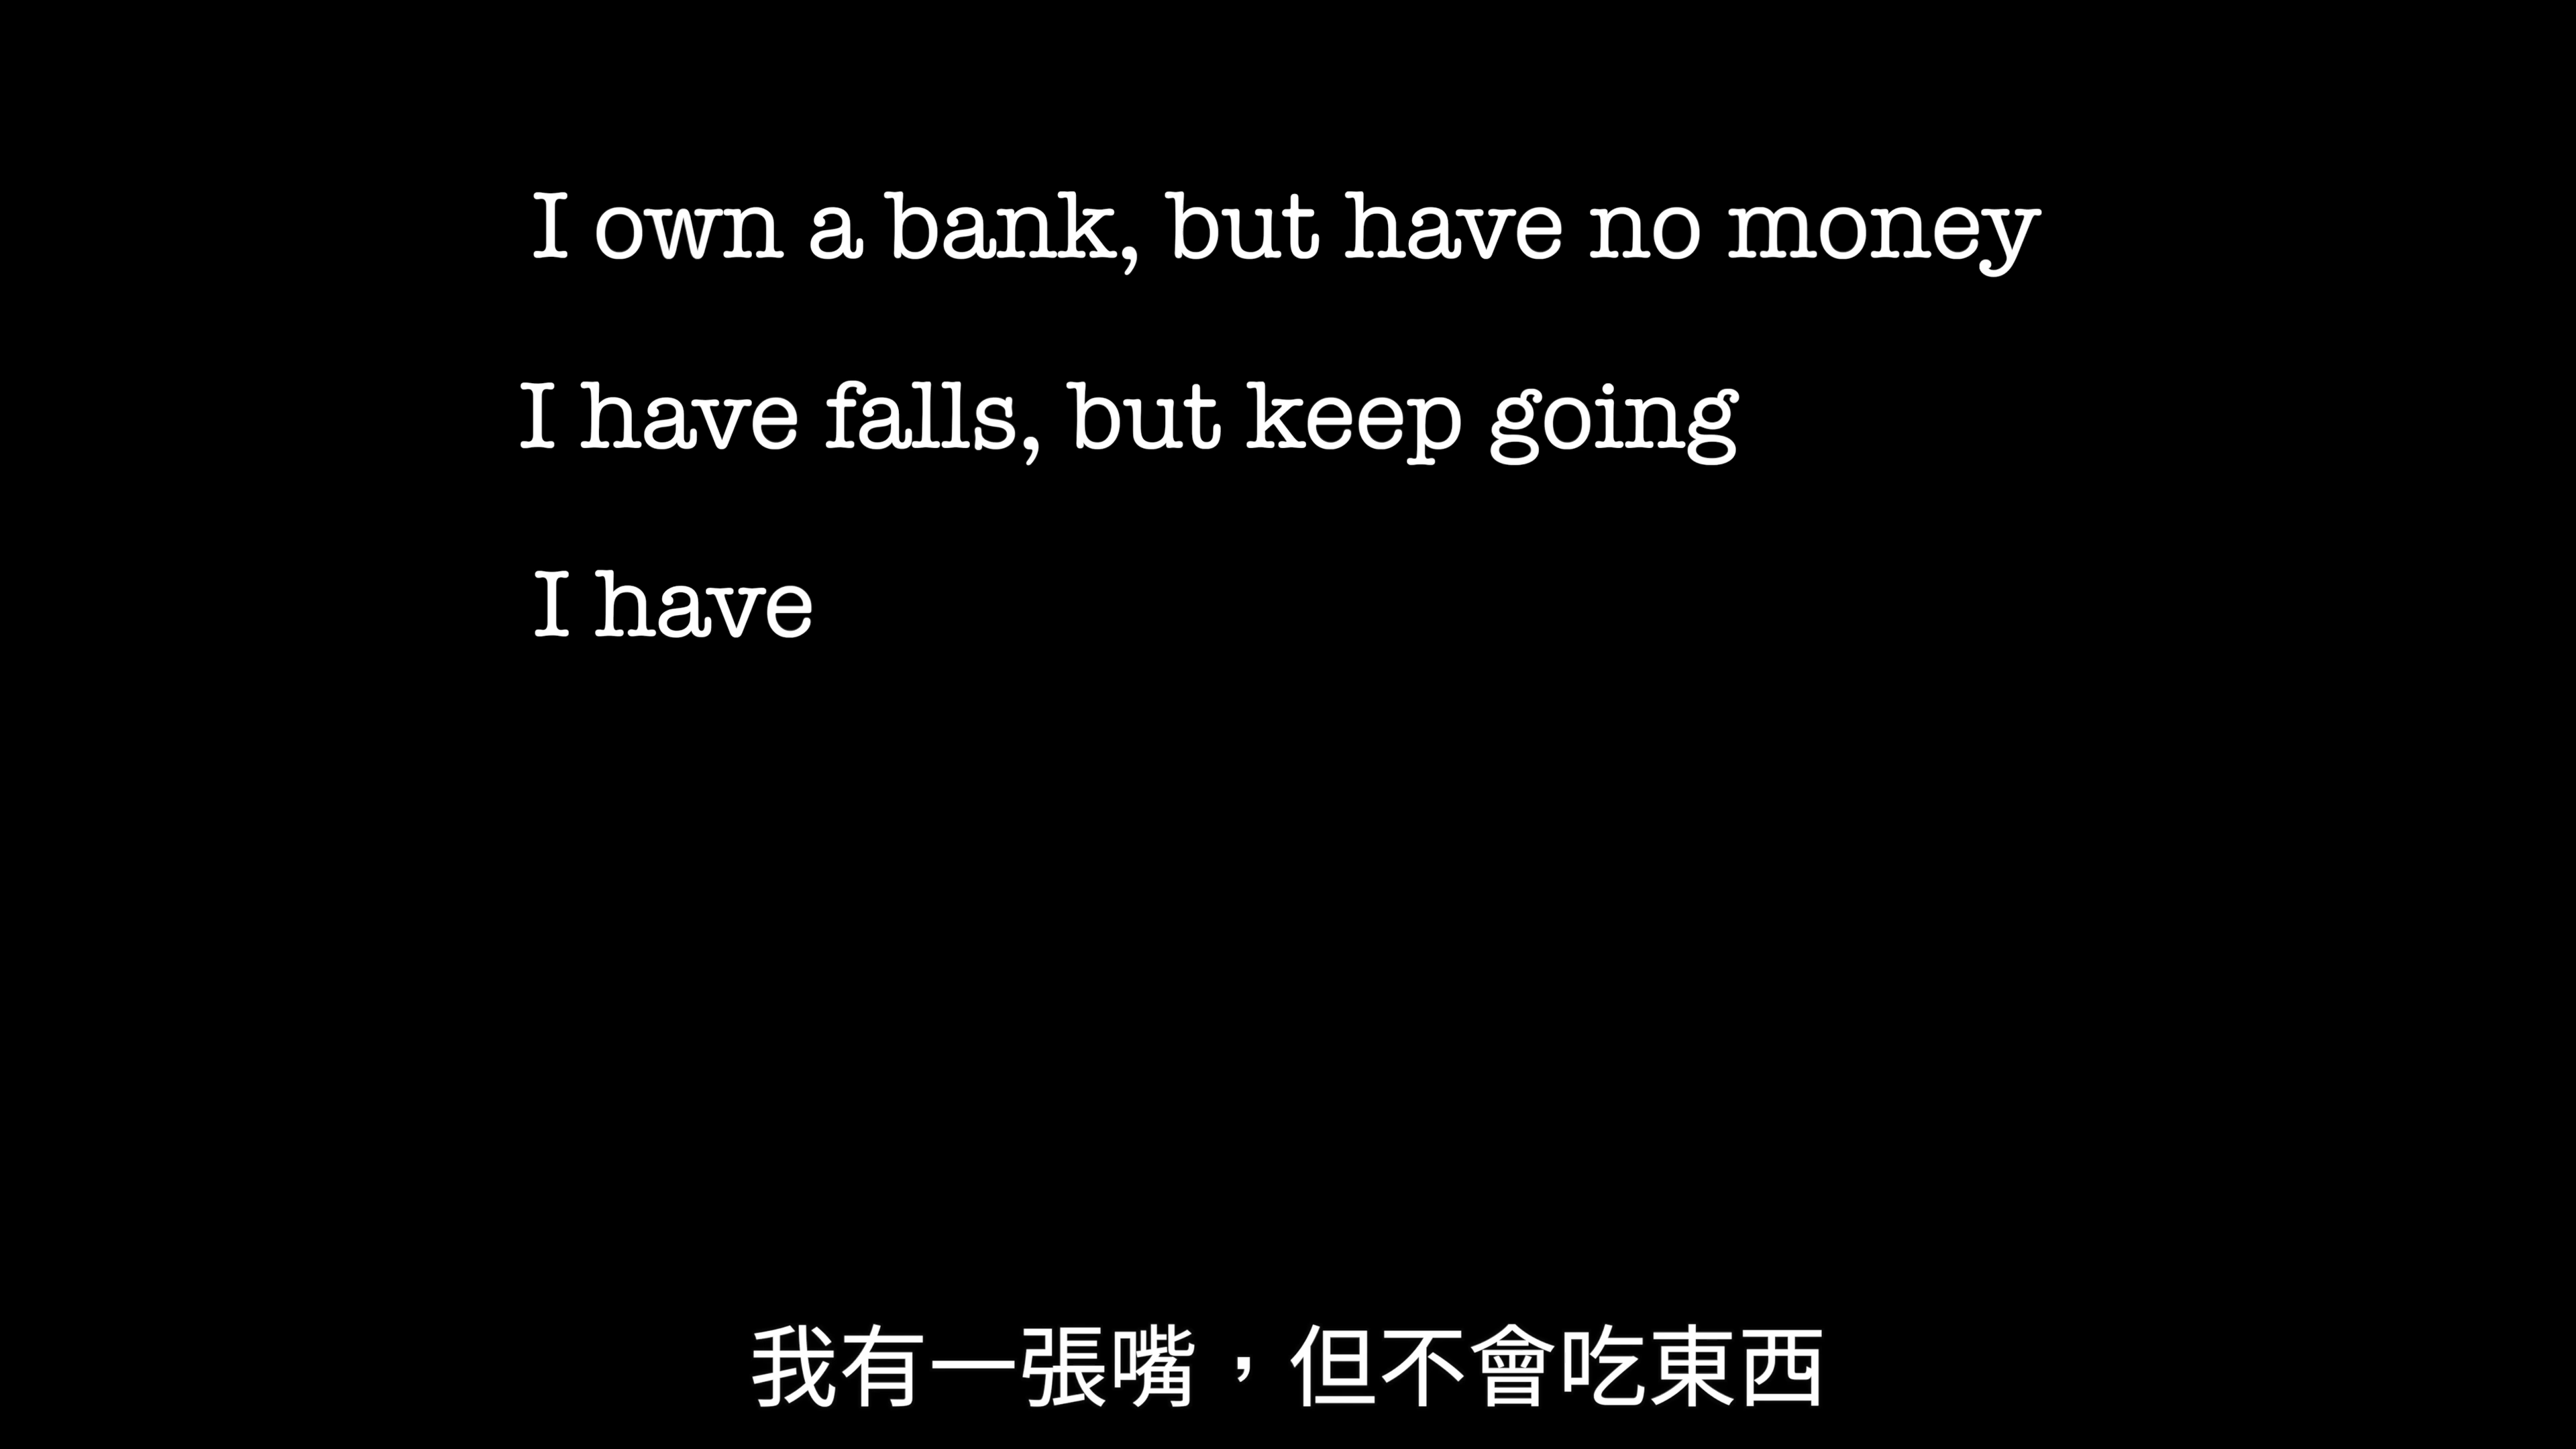 I own a bank, but have no money
I have falls, but keep going
I have
我有一張嘴，但不會吃東西